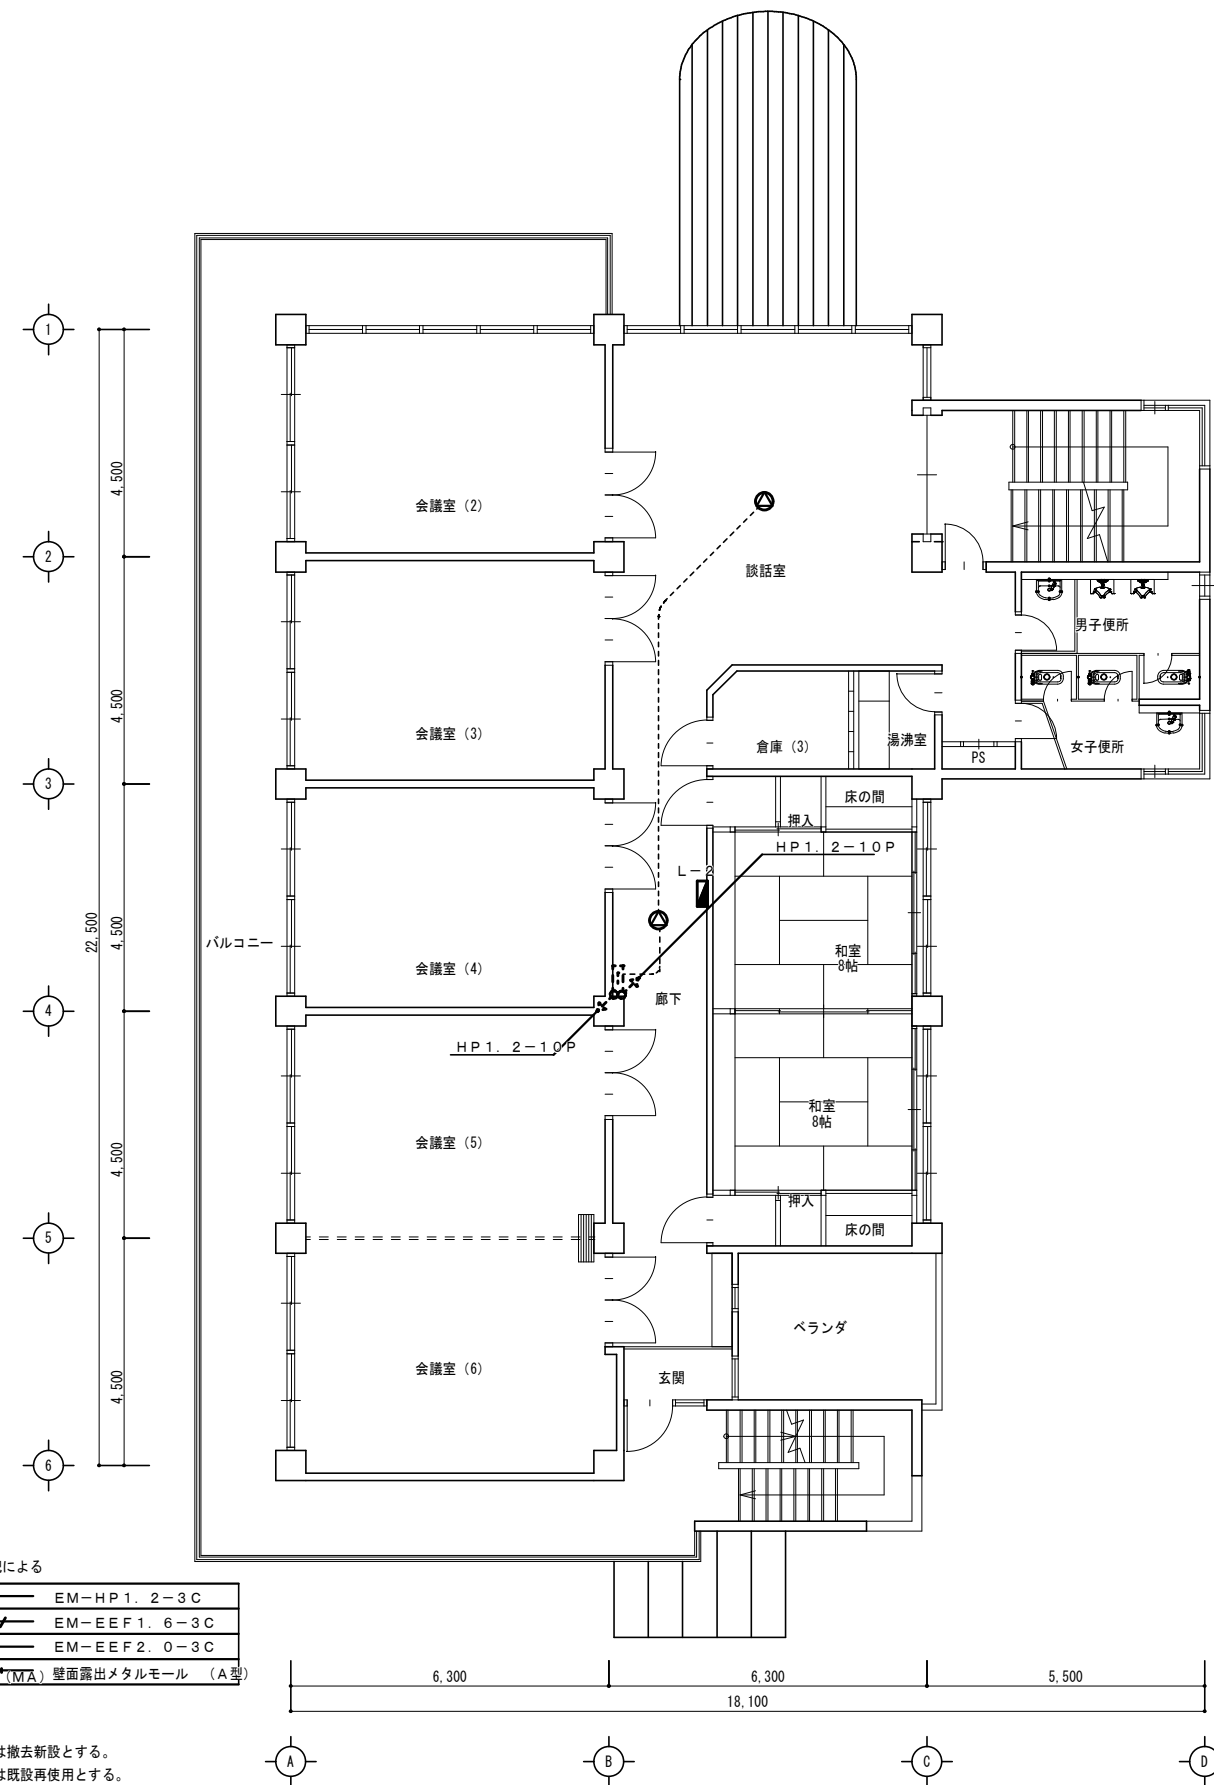 1
2
3
4
5
6
4,500
4,500
4,500
4,500
4,500
22,500
会議室（2）
談話室
男子便所
会議室（3）
倉庫（3）
湯沸室
PS
女子便所
床の間
押入
HP1．2－10P
L－2
バルコニー
会議室（4）
和室
8帖
廊下
HP1．2－10P
会議室（5）
和室
8帖
押入
床の間
ベランダ
会議室（6）
玄関
による
EM－HP1．2－3C
EM－EEF1．6－3C
EM－EEF2．0－3C
(MA) 壁面露出メタルモール （A型）
6,300
6,300
5,500
18,100
は撤去新設とする。
は既設再使用とする。
A
B
C
D